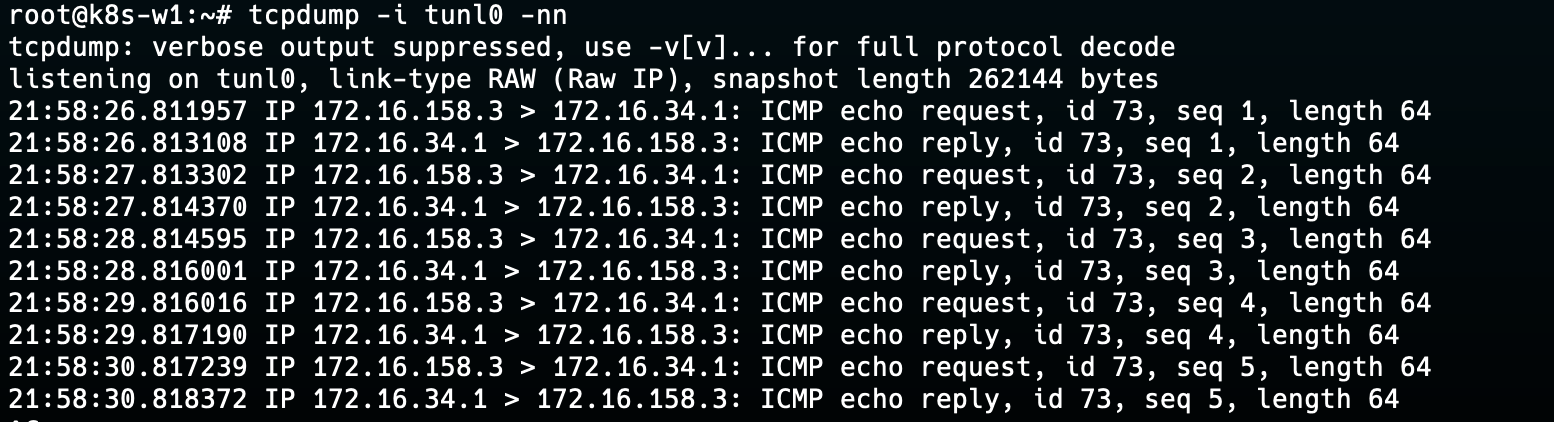 root@k8s-w1:~# tcpdump -i tunl0 -nn
tcpdump: verbose output suppressed, use -v[v]... for full protocol decode
listening on tunl0, link-type RAW (Raw IP), snapshot length 262144 bytes
21:58:26.811957 IP 172.16.158.3 > 172.16.34.1: ICMP echo request, id 73, seq 1, length 64
21:58:26.813108 IP 172.16.34.1 > 172.16.158.3: ICMP echo reply, id 73, seq 1, length 64
21:58:27.813302 IP 172.16.158.3 > 172.16.34.1: ICMP echo request, id 73, seq 2, length 64
21:58:27.814370 IP 172.16.34.1 > 172.16.158.3: ICMP echo reply, id 73, seq 2, length 64
21:58:28.814595 IP 172.16.158.3 > 172.16.34.1: ICMP echo request, id 73, seq 3, length 64
21:58:28.816001 IP 172.16.34.1 > 172.16.158.3: ICMP echo reply, id 73, seq 3, length 64
21:58:29.816016 IP 172.16.158.3 > 172.16.34.1: ICMP echo request, id 73, seq 4, length 64
21:58:29.817190 IP 172.16.34.1 > 172.16.158.3: ICMP echo reply, id 73, seq 4, length 64
21:58:30.817239 IP 172.16.158.3 > 172.16.34.1: ICMP echo request, id 73, seq 5, length 64
21:58:30.818372 IP 172.16.34.1 > 172.16.158.3: ICMP echo reply, id 73, seq 5, length 64